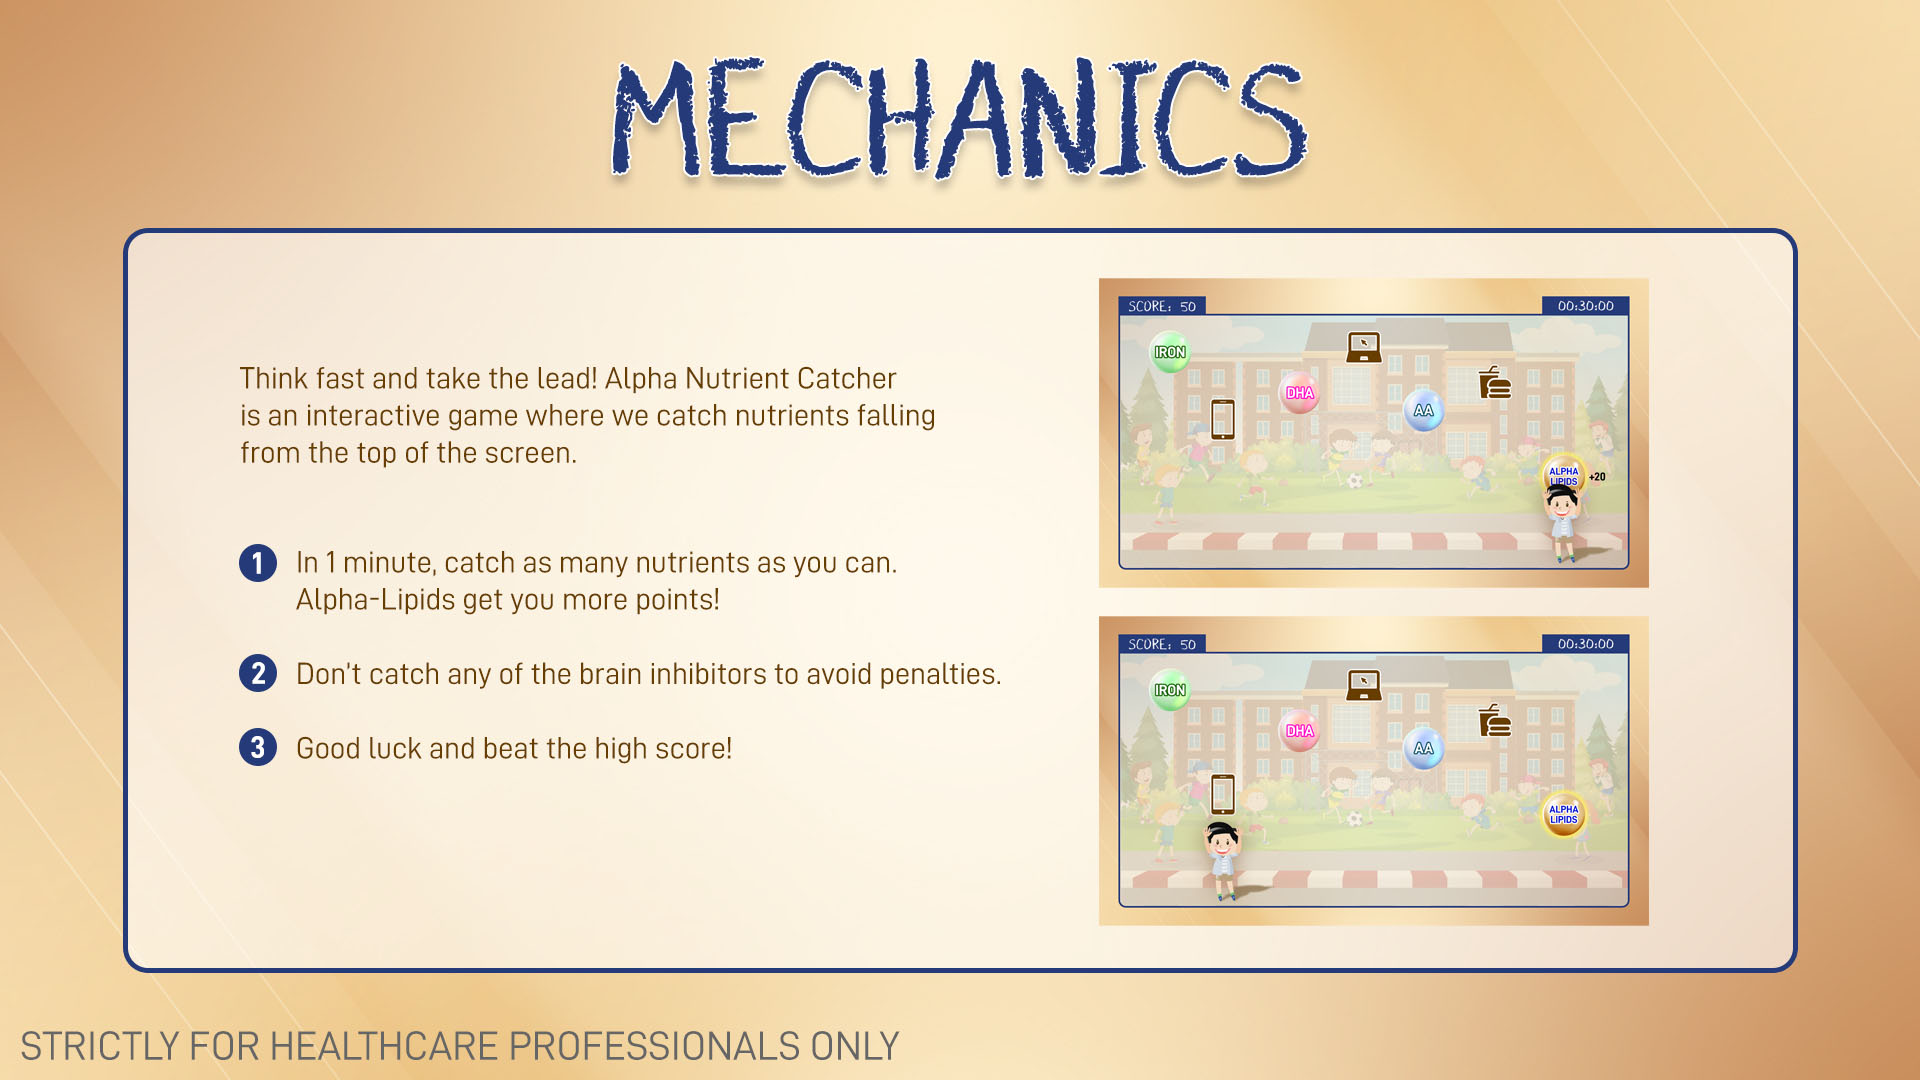 MECHANICS
Think fast and take the lead! Alpha Nutrient Catcher
is an interactive game where we catch nutrients falling
from the top of the screen.
1 In 1 minute, catch as many nutrients as you can.
Alpha-Lipids get you more points!
2 Don't catch any of the brain inhibitors to avoid penalties.
3 Good luck and beat the high score!
SCORE: 50
00:30:00
IRON
DHA
AA
ALPHA
LIPIDS
+20
SCORE: 50
00:30:00
IRON
DHA
AA
ALPHA
LIPIDS
STRICTLY FOR HEALTHCARE PROFESSIONALS ONLY